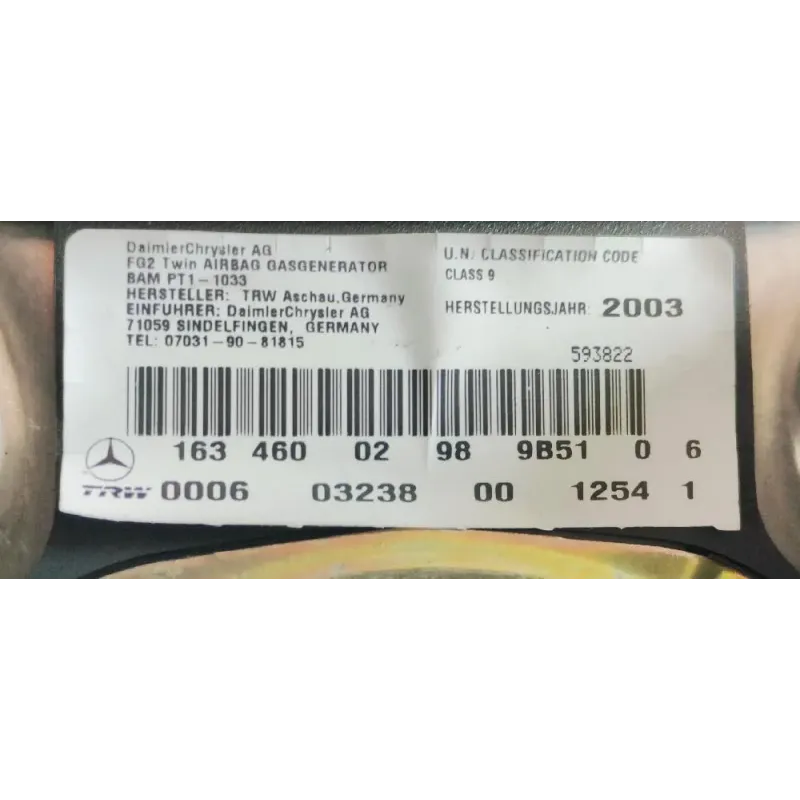 DaimlerChrysler AG
FG2 Twin AIRBAG GASGENERATOR
BAM PT1-1033
HERSTELLER: TRW Aschau, Germany
EINFUHRER: DaimlerChrysler AG
71059 SINDELFINGEN, GERMANY
TEL: 07031-90-81815
U.N. CLASSIFICATION CODE
CLASS 9
HERSTELLUNGSJAHR: 2003
593822
163 460 02 98 9B51 0 6
TRW 0006 03238 00 1254 1